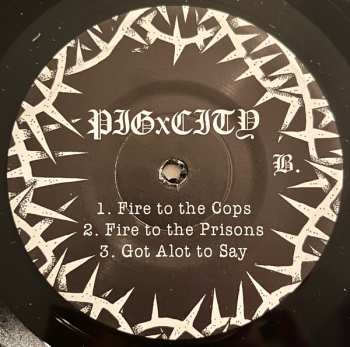 PIGxCITY
B.
1. Fire to the Cops
2. Fire to the Prisons
3. Got Alot to Say